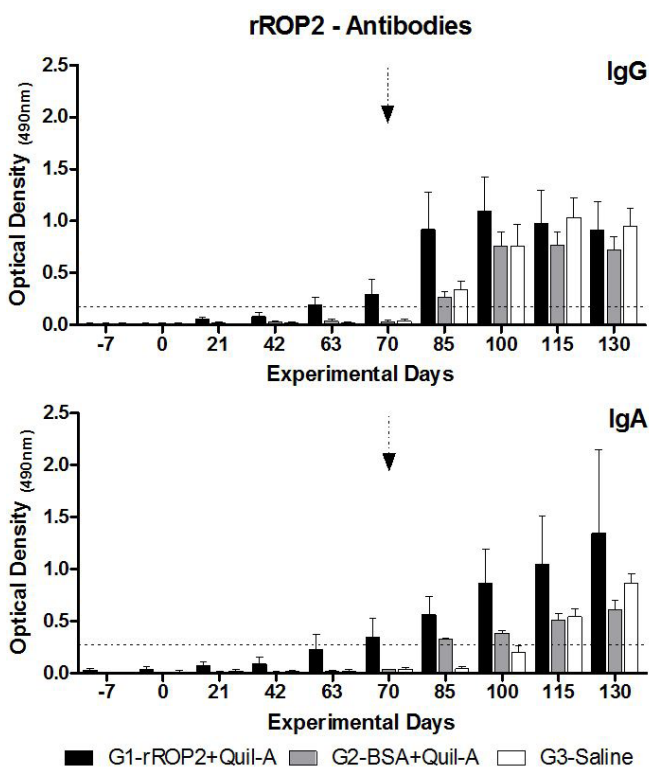 rROP2 - Antibodies
IgG
2.5
2.0
1.5
1.0
0.5
0.0
Optical Density (490nm)
-7 0 21 42 63 70 85 100 115 130
Experimental Days
IgA
2.5
2.0
1.5
1.0
0.5
0.0
Optical Density (490nm)
-7 0 21 42 63 70 85 100 115 130
Experimental Days
G1-rROP2+Quil-A G2-BSA+Quil-A G3-Saline